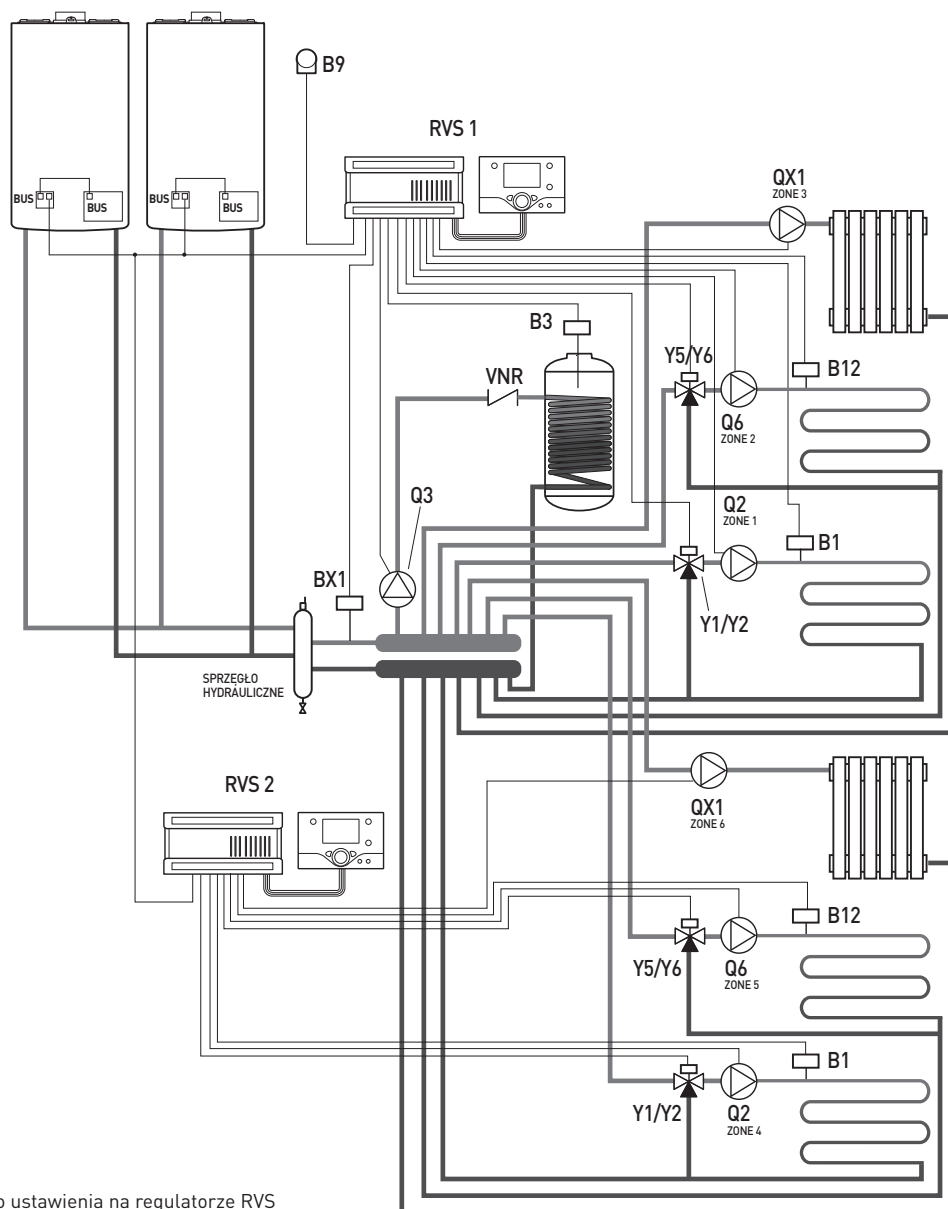 B9
RVS 1
BUS
BUS
BUS
BUS
QX1
ZONE 3
B3
Y5/Y6
B12
VNR
Q6
ZONE 2
Q3
Q2
ZONE 1
B1
BX1
Y1/Y2
SPRZĘGŁO
HYDRAULICZNE
RVS 2
QX1
ZONE 6
B12
Y5/Y6
Q6
ZONE 5
B1
Y1/Y2
Q2
ZONE 4
o ustawienia na regulatorze RVS